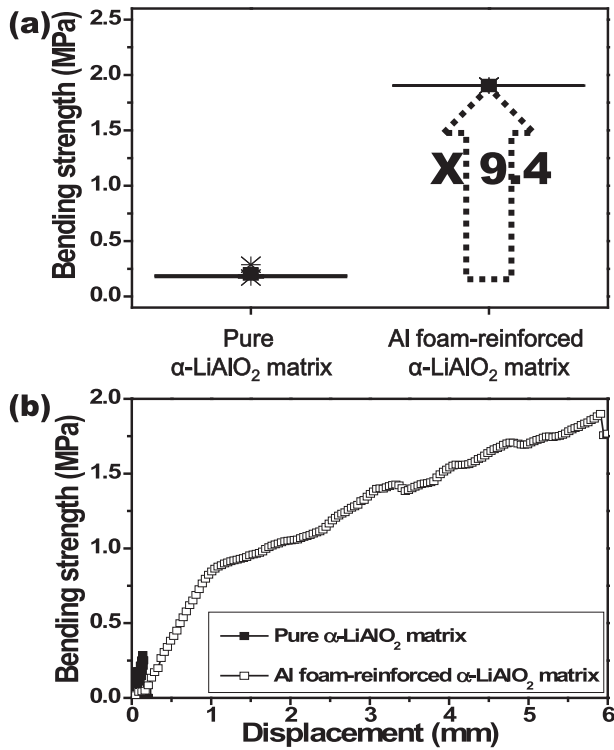 (a)
Bending strength (MPa)
2.5
2.0
1.5
1.0
0.5
0.0
X 9.4
Pure
α-LiAlO₂ matrix
Al foam-reinforced
α-LiAlO₂ matrix
(b)
Bending strength (MPa)
2.0
1.5
1.0
0.5
0.0
0 1 2 3 4 5 6
Displacement (mm)
Pure α-LiAlO₂ matrix
Al foam-reinforced α-LiAlO₂ matrix